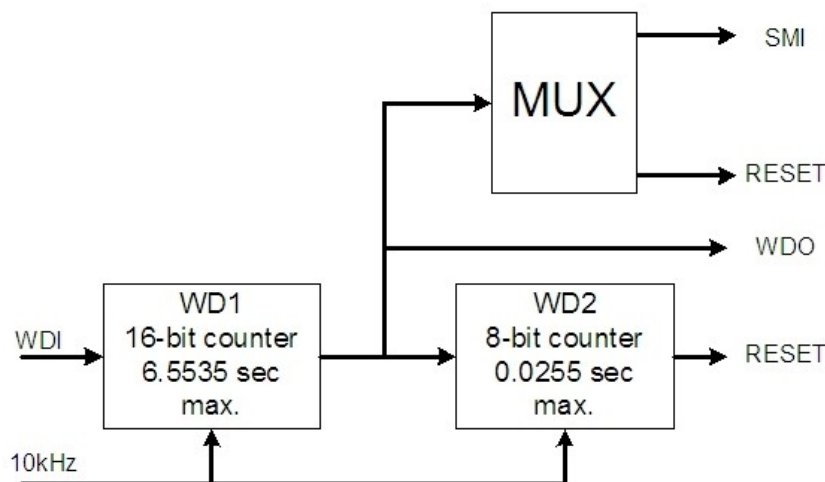 SMI
MUX
RESET
WDO
WD1
16-bit counter
6.5535 sec
max.
WD2
8-bit counter
0.0255 sec
max.
WDI
RESET
10kHz